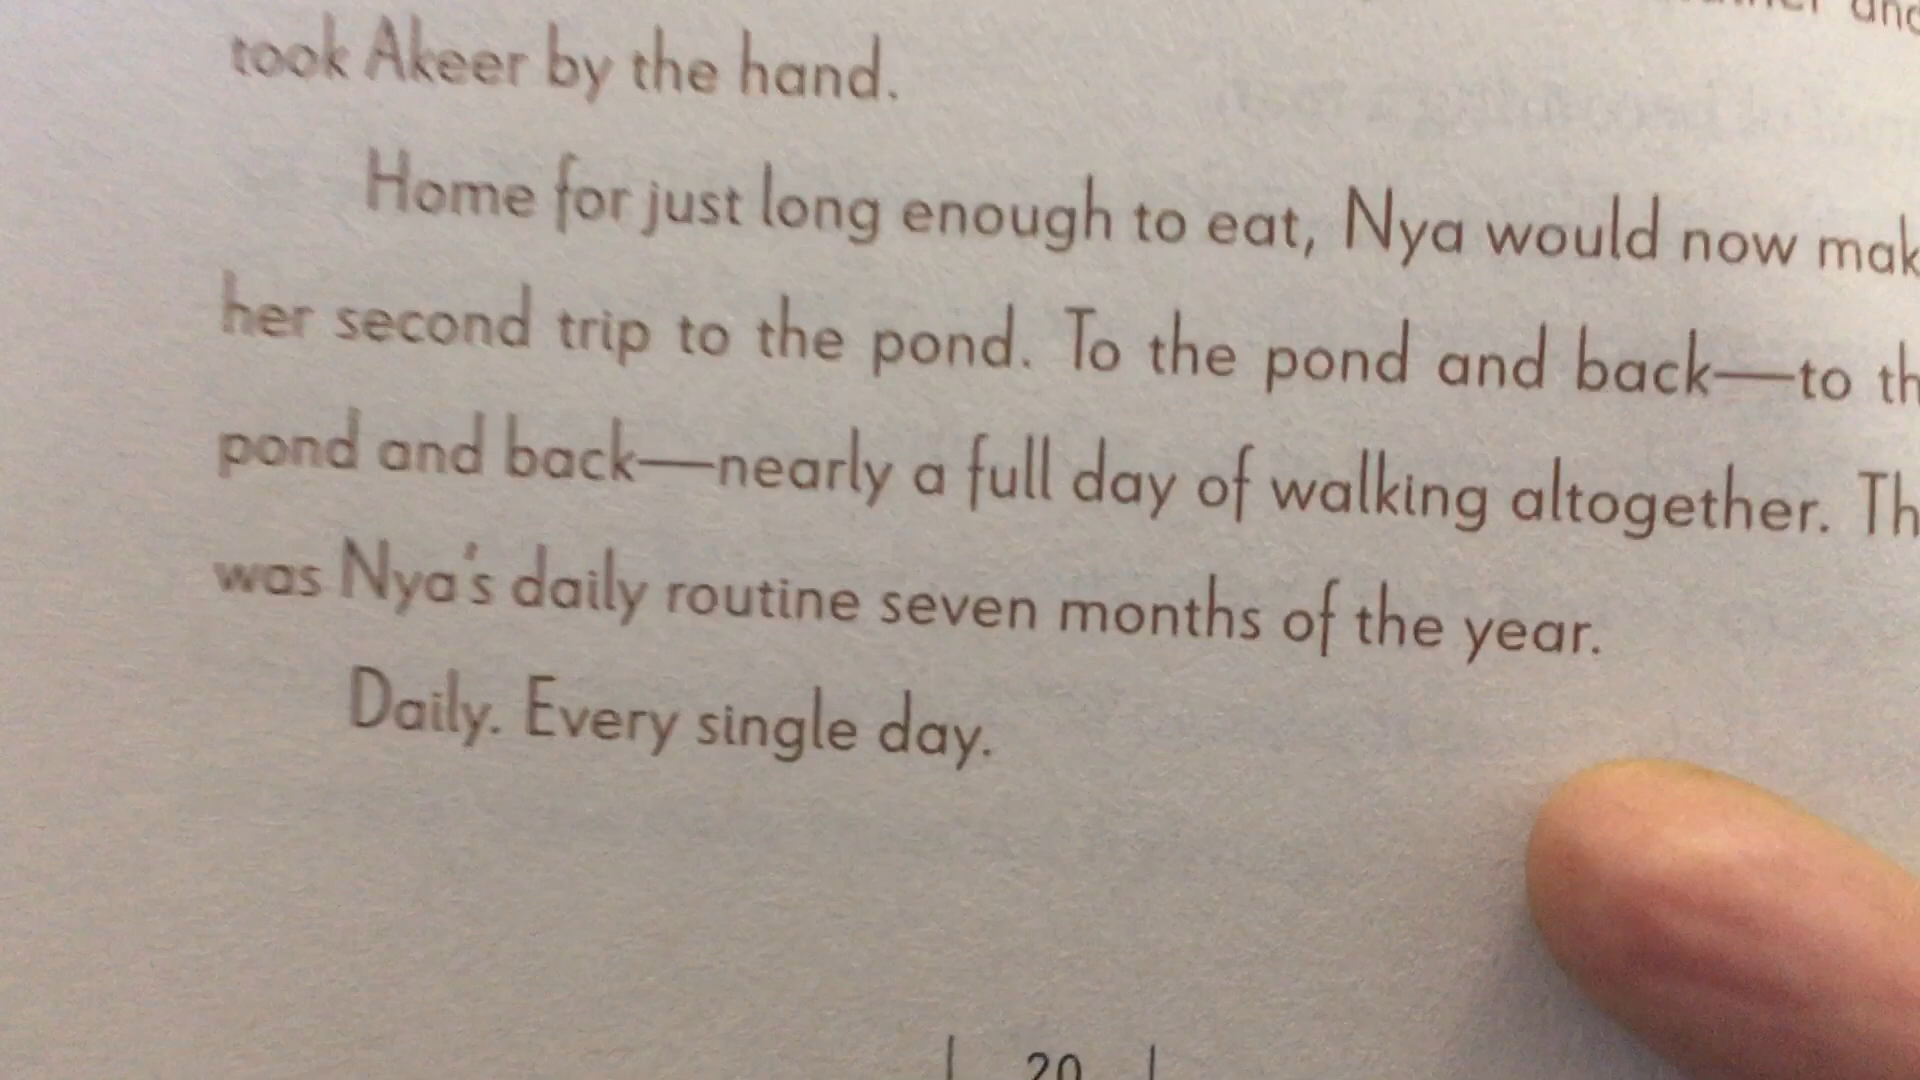 and
took Akeer by the hand.
Home for just long enough to eat, Nya would now mak
her second trip to the pond. To the pond and back—to th
pond and back—nearly a full day of walking altogether. Th
was Nya's daily routine seven months of the year.
Daily. Every single day.
| 20 |